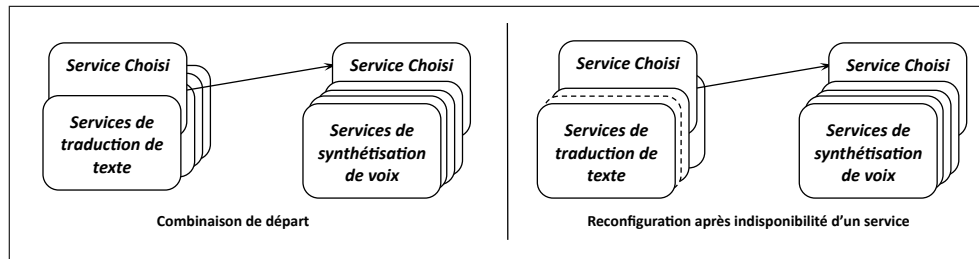 Service Choisi
Services de
traduction de
texte
Service Choisi
Services de
synthétisation
de voix
Combinaison de départ
Service Choisi
Services de
traduction de
texte
Service Choisi
Services de
synthétisation
de voix
Reconfiguration après indisponibilité d'un service